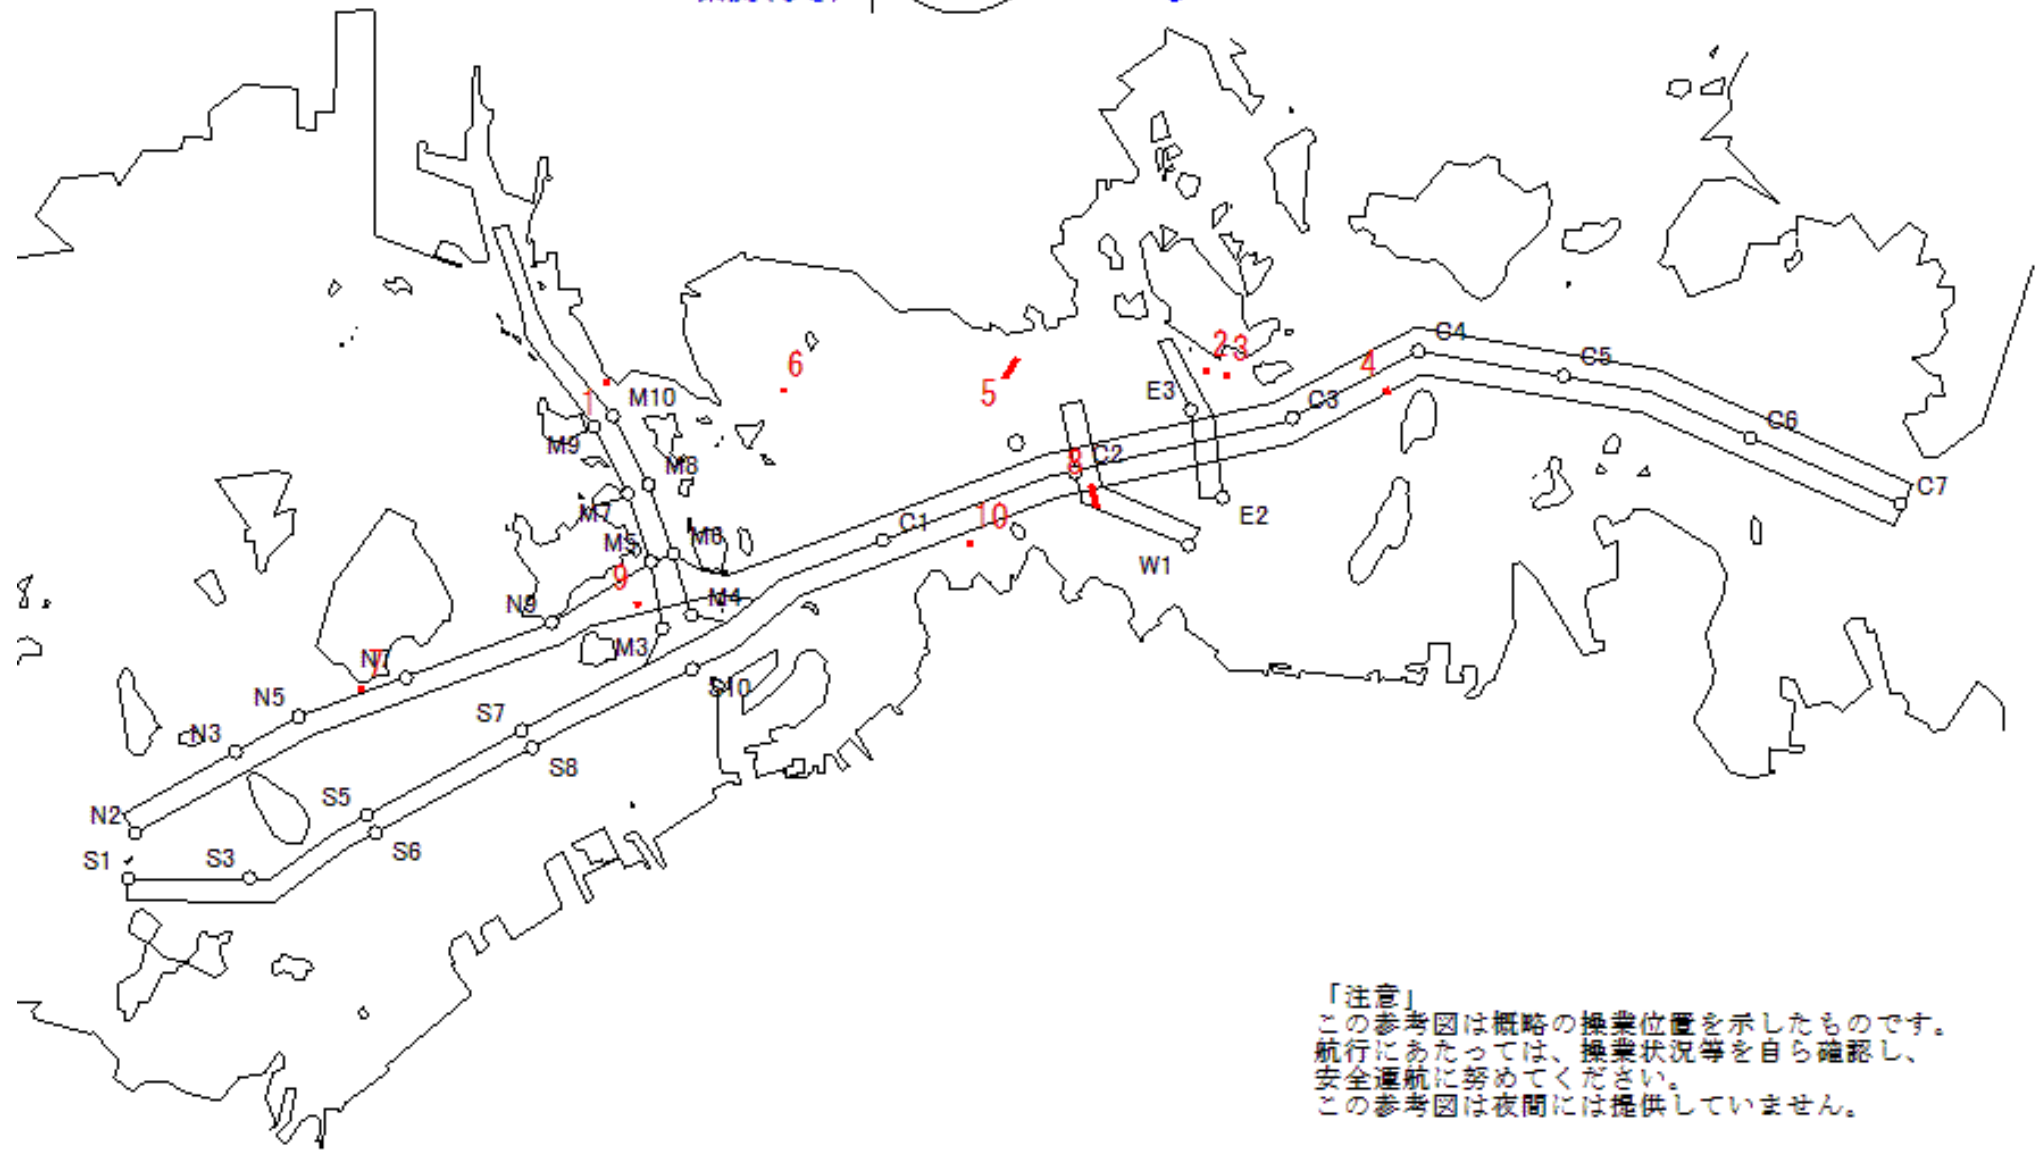 C4
2
3
6
4
C5
5
E3
M10
1
C3
C6
M9
C2
M8
8
C7
M7
10
E2
C1
M6
M5
W1
9
N9
M4
M3
N7
7
S10
N5
S7
N3
S8
S5
N2
S6
S1
S3
「注意」
この参考図は概略の操業位置を示したものです。
航行にあたっては、操業状況等を自ら確認し、
安全運航に努めてください。
この参考図は夜間には提供していません。